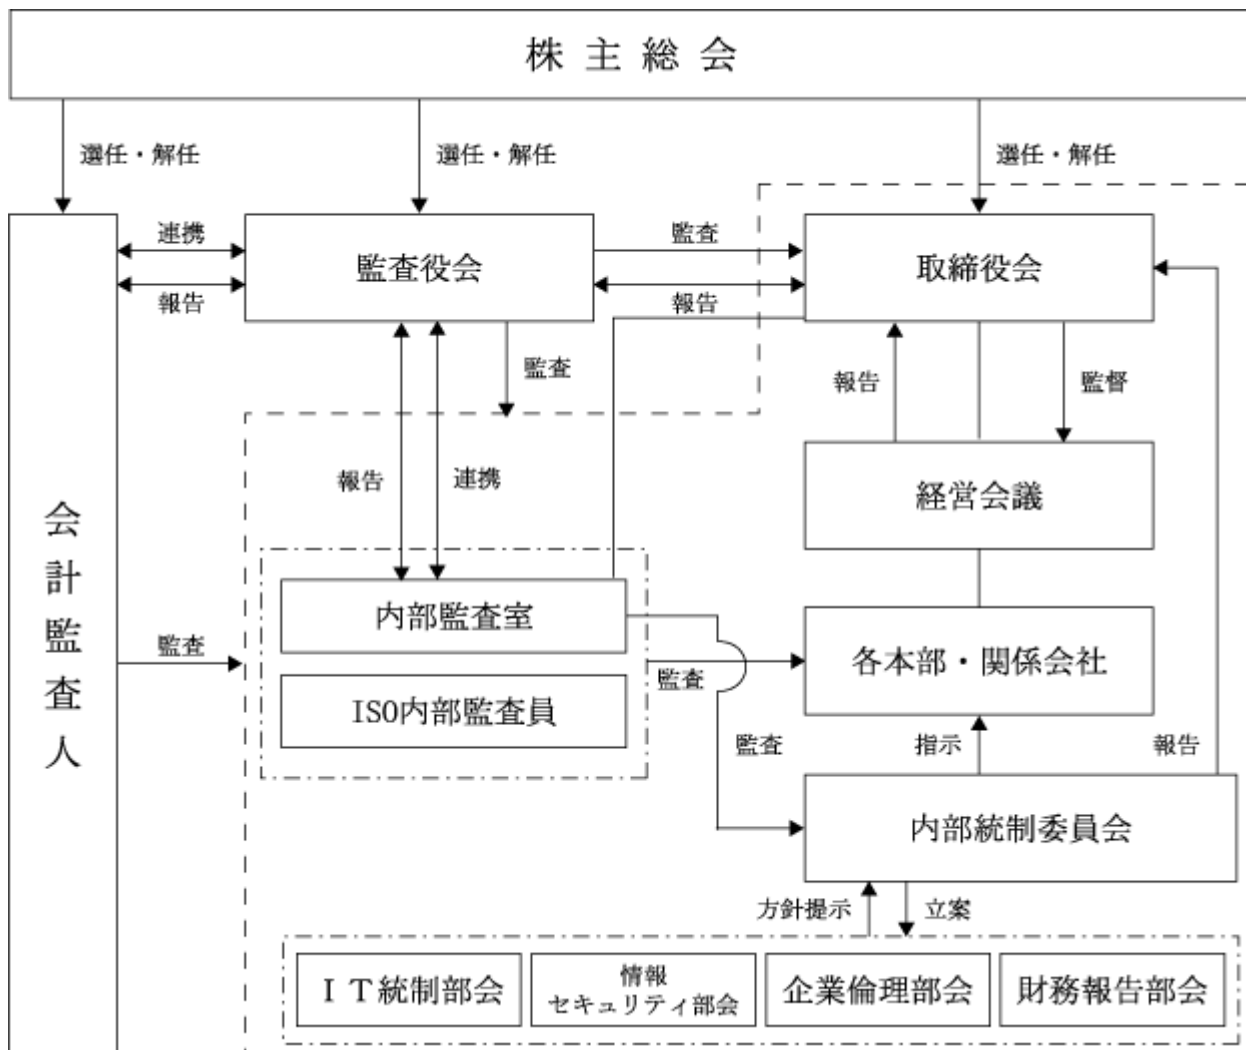 株主総会
選任・解任
選任・解任
選任・解任
連携
報告
監査役会
監査
報告
取締役会
監査
報告
監督
報告
連携
経営会議
会計監査人
監査
内部監査室
ISO内部監査員
監査
各本部・関係会社
監査
指示
報告
内部統制委員会
方針提示
立案
IT統制部会
情報
セキュリティ部会
企業倫理部会
財務報告部会